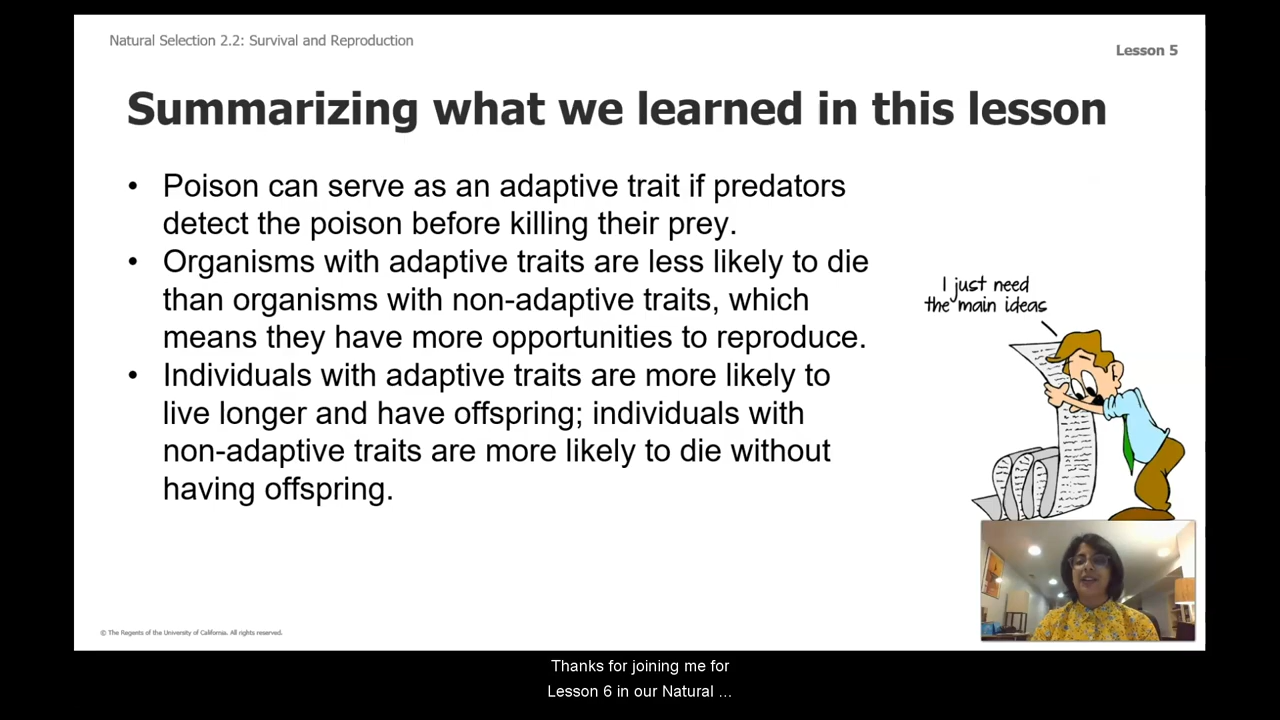 Natural Selection 2.2: Survival and Reproduction
Lesson 5
Summarizing what we learned in this lesson
• Poison can serve as an adaptive trait if predators
detect the poison before killing their prey.
• Organisms with adaptive traits are less likely to die
than organisms with non-adaptive traits, which
means they have more opportunities to reproduce.
• Individuals with adaptive traits are more likely to
live longer and have offspring; individuals with
non-adaptive traits are more likely to die without
having offspring.
I just need
the main ideas
© The Regents of the University of California. All rights reserved.
Thanks for joining me for
Lesson 6 in our Natural ...